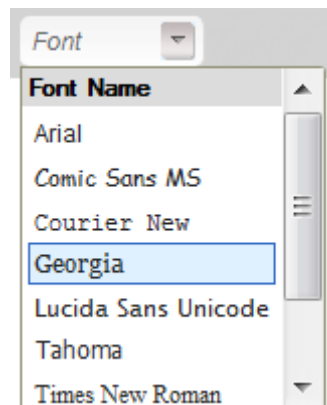 Font
Font Name
Arial
Comic Sans MS
Courier New
Georgia
Lucida Sans Unicode
Tahoma
Times New Roman